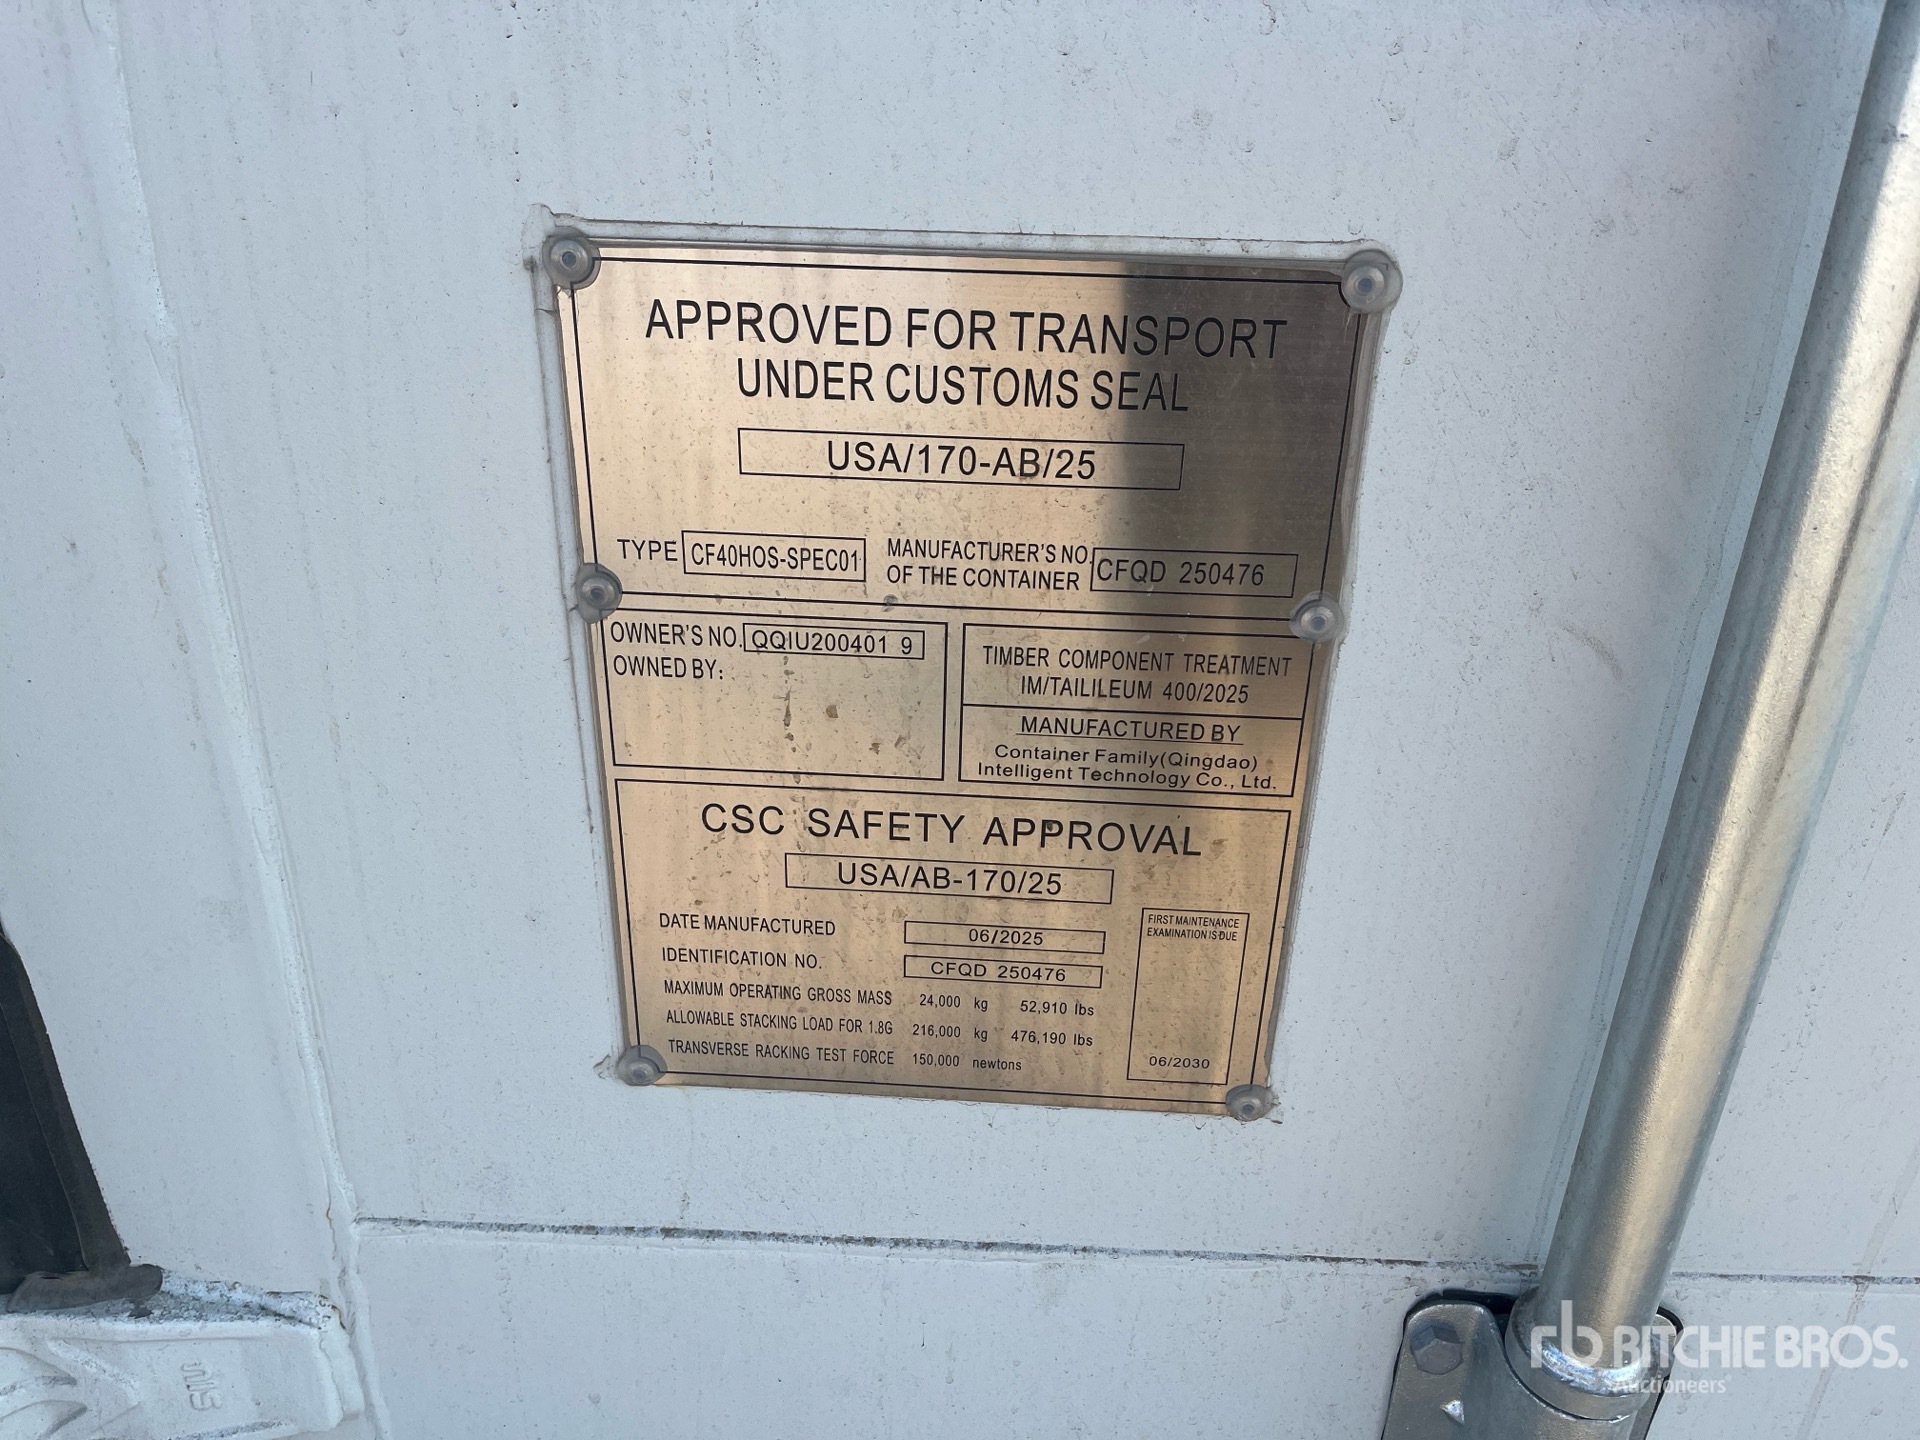 APPROVED FOR TRANSPORT
UNDER CUSTOMS SEAL
USA/170-AB/25
TYPE CF40HOS-SPEC01
MANUFACTURER'S NO.
OF THE CONTAINER
CFQD 250476
OWNER'S NO. QQIU200401 9
OWNED BY:
TIMBER COMPONENT TREATMENT
IM/TAILILEUM 400/2025
MANUFACTURED BY
Container Family(Qingdao)
Intelligent Technology Co., Ltd.
CSC SAFETY APPROVAL
USA/AB-170/25
DATE MANUFACTURED 06/2025
IDENTIFICATION NO. CFQD 250476
MAXIMUM OPERATING GROSS MASS 24,000 kg 52,910 lbs
ALLOWABLE STACKING LOAD FOR 1.8G 216,000 kg 476,190 lbs
TRANSVERSE RACKING TEST FORCE 150,000 newtons
FIRST MAINTENANCE
EXAMINATION IS DUE
06/2030
rb RITCHIE BROS.
Auctioneers